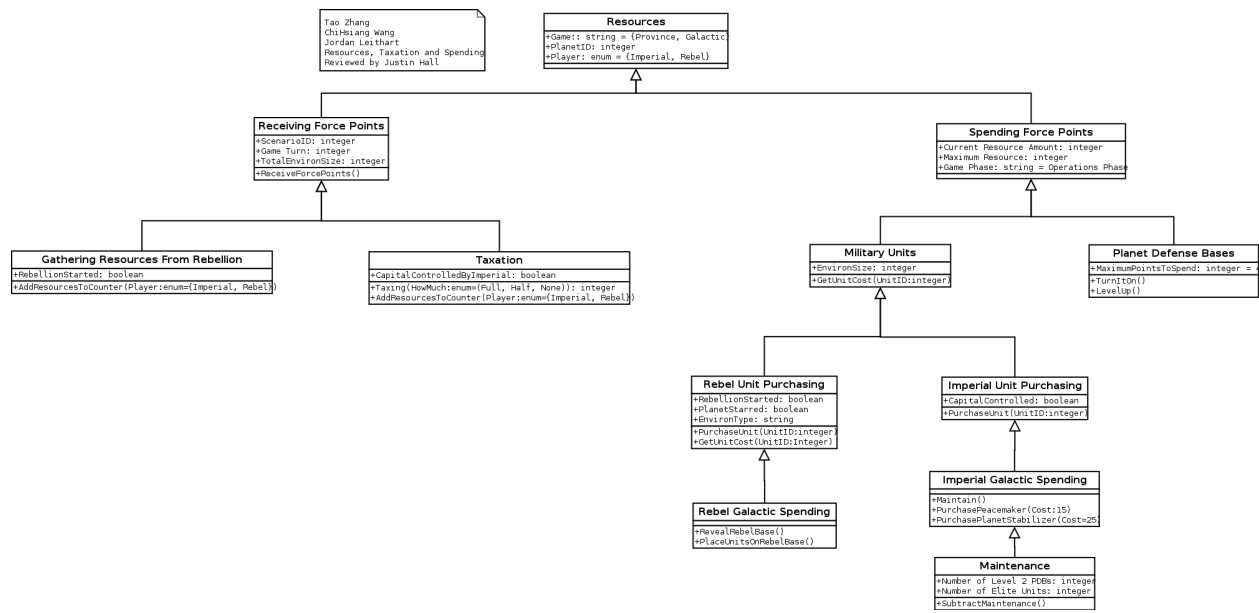 Tao Zhang
ChiHsiang Wang
Jordan Leithart
Resources, Taxation and Spending
Reviewed by Justin Hall
Resources
+Game:: string = {Province, Galactic}
+PlanetID: integer
+Player: enum = {Imperial, Rebel}
Receiving Force Points
+ScenarioID: integer
+Game Turn: integer
+TotalEnvironSize: integer
+ReceiveForcePoints()
Spending Force Points
+Current Resource Amount: integer
+Maximum Resource: integer
+Game Phase: string = Operations Phase
Gathering Resources From Rebellion
+RebellionStarted: boolean
+AddResourcesToCounter(Player:enum={Imperial, Rebel})
Taxation
+CapitalControlledByImperial: boolean
+Taxing(HowMuch:enum=(Full, Half, None)): integer
+AddResourcesToCounter(Player:enum={Imperial, Rebel})
Military Units
+EnvironSize: integer
+GetUnitCost(UnitID:integer)
Planet Defense Bases
+MaximumPointsToSpend: integer =
+TurnItOn()
+LevelUp()
Rebel Unit Purchasing
+RebellionStarted: boolean
+PlanetStarred: boolean
+EnvironType: string
+PurchaseUnit(UnitID:integer)
+GetUnitCost(UnitID:Integer)
Imperial Unit Purchasing
+CapitalControlled: boolean
+PurchaseUnit(UnitID:integer)
Rebel Galactic Spending
+RevealRebelBase()
+PlaceUnitsOnRebelBase()
Imperial Galactic Spending
+Maintain()
+PurchasePeacemaker(Cost:15)
+PurchasePlanetStabilizer(Cost=25)
Maintenance
+Number of Level 2 PDBs: integer
+Number of Elite Units: integer
+SubtractMaintenance()